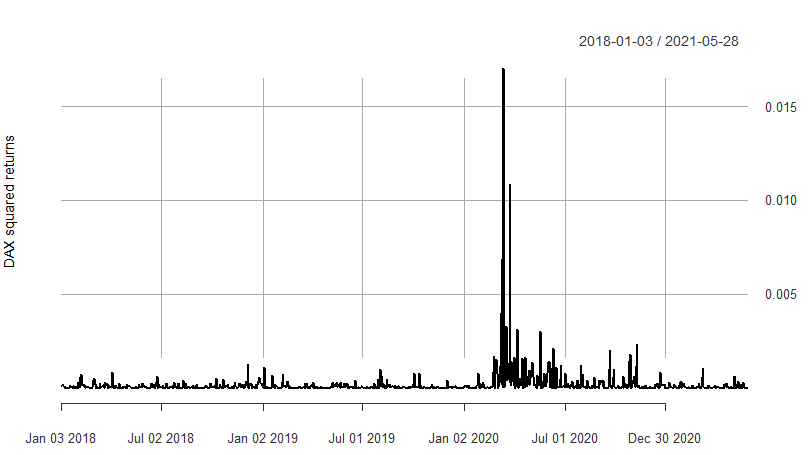 2018-01-03 / 2021-05-28
DAX squared returns
0.015
0.010
0.005
Jan 03 2018
Jul 02 2018
Jan 02 2019
Jul 01 2019
Jan 02 2020
Jul 01 2020
Dec 30 2020